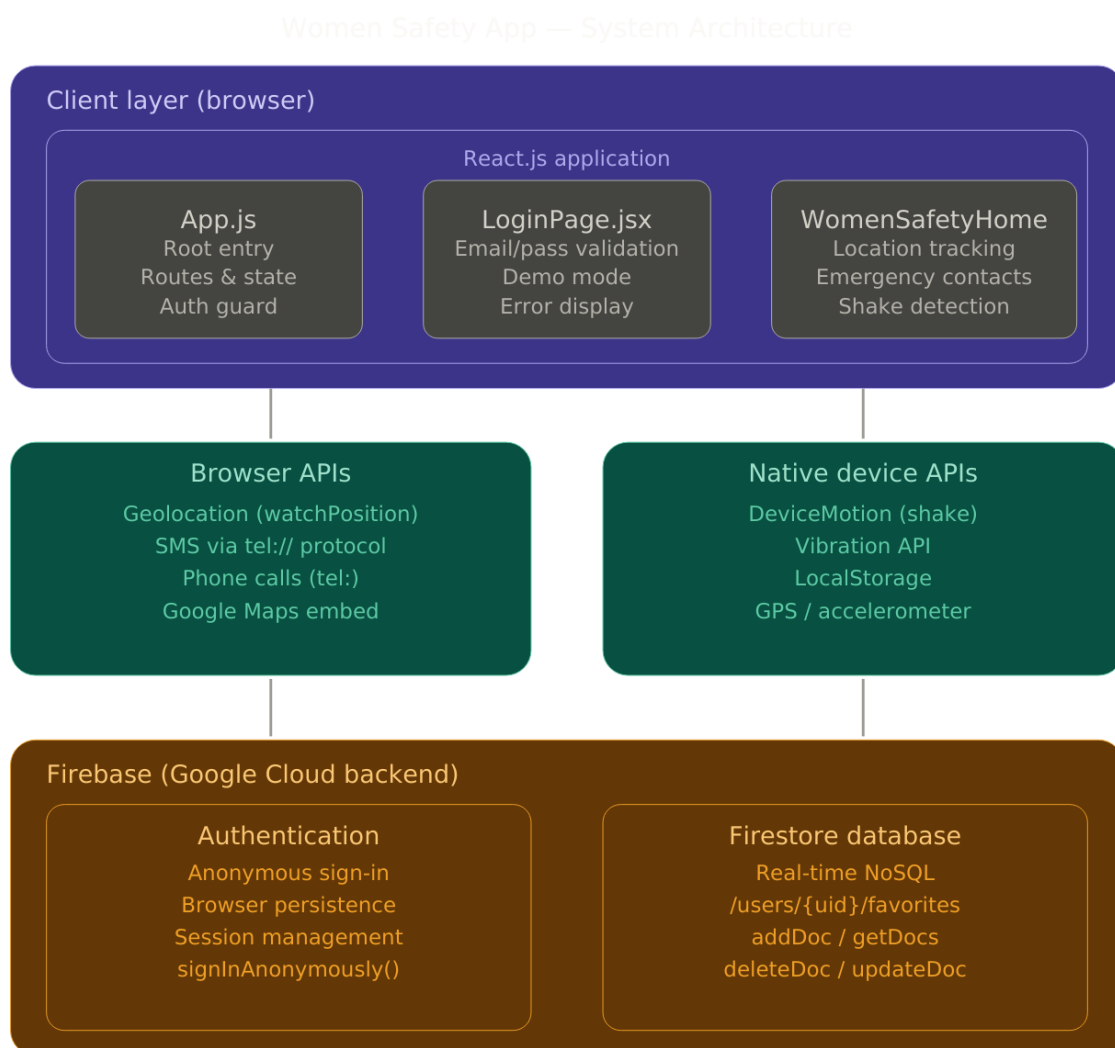 Women Safety App — System Architecture
Client layer (browser)
React.js application
App.js
Root entry
Routes & state
Auth guard
LoginPage.jsx
Email/pass validation
Demo mode
Error display
WomenSafetyHome
Location tracking
Emergency contacts
Shake detection
Browser APIs
Geolocation (watchPosition)
SMS via tel:// protocol
Phone calls (tel:)
Google Maps embed
Native device APIs
DeviceMotion (shake)
Vibration API
LocalStorage
GPS / accelerometer
Firebase (Google Cloud backend)
Authentication
Anonymous sign-in
Browser persistence
Session management
signInAnonymously()
Firestore database
Real-time NoSQL
/users/{uid}/favorites
addDoc / getDocs
deleteDoc / updateDoc